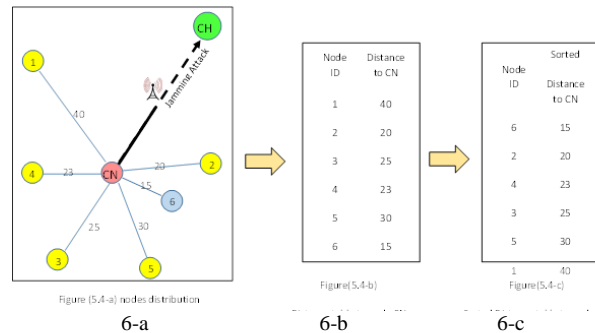 CH
1
Jamming Attack
40
4
23
CN
20
2
15
6
25
30
3
5
Figure (5.4-a) nodes distribution
6-a
Node Distance
ID to CN
1 40
2 20
3 25
4 23
5 30
6 15
Figure(5.4-b)
6-b
Sorted
Node
ID Distance
to CN
6 15
2 20
4 23
3 25
5 30
1 40
Figure(5.4-c)
6-c